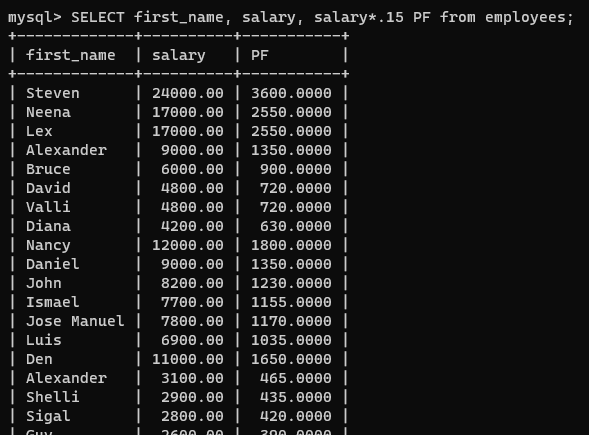 mysql> SELECT first_name, salary, salary*.15 PF from employees;
+-------------+----------+-----------+
| first_name  | salary   | PF        |
+-------------+----------+-----------+
| Steven      | 24000.00 | 3600.0000 |
| Neena       | 17000.00 | 2550.0000 |
| Lex         | 17000.00 | 2550.0000 |
| Alexander   |  9000.00 | 1350.0000 |
| Bruce       |  6000.00 |  900.0000 |
| David       |  4800.00 |  720.0000 |
| Valli       |  4800.00 |  720.0000 |
| Diana       |  4200.00 |  630.0000 |
| Nancy       | 12000.00 | 1800.0000 |
| Daniel      |  9000.00 | 1350.0000 |
| John        |  8200.00 | 1230.0000 |
| Ismael      |  7700.00 | 1155.0000 |
| Jose Manuel |  7800.00 | 1170.0000 |
| Luis        |  6900.00 | 1035.0000 |
| Den         | 11000.00 | 1650.0000 |
| Alexander   |  3100.00 |  465.0000 |
| Shelli      |  2900.00 |  435.0000 |
| Sigal       |  2800.00 |  420.0000 |
| Guy         |  2600.00 |  390.0000 |